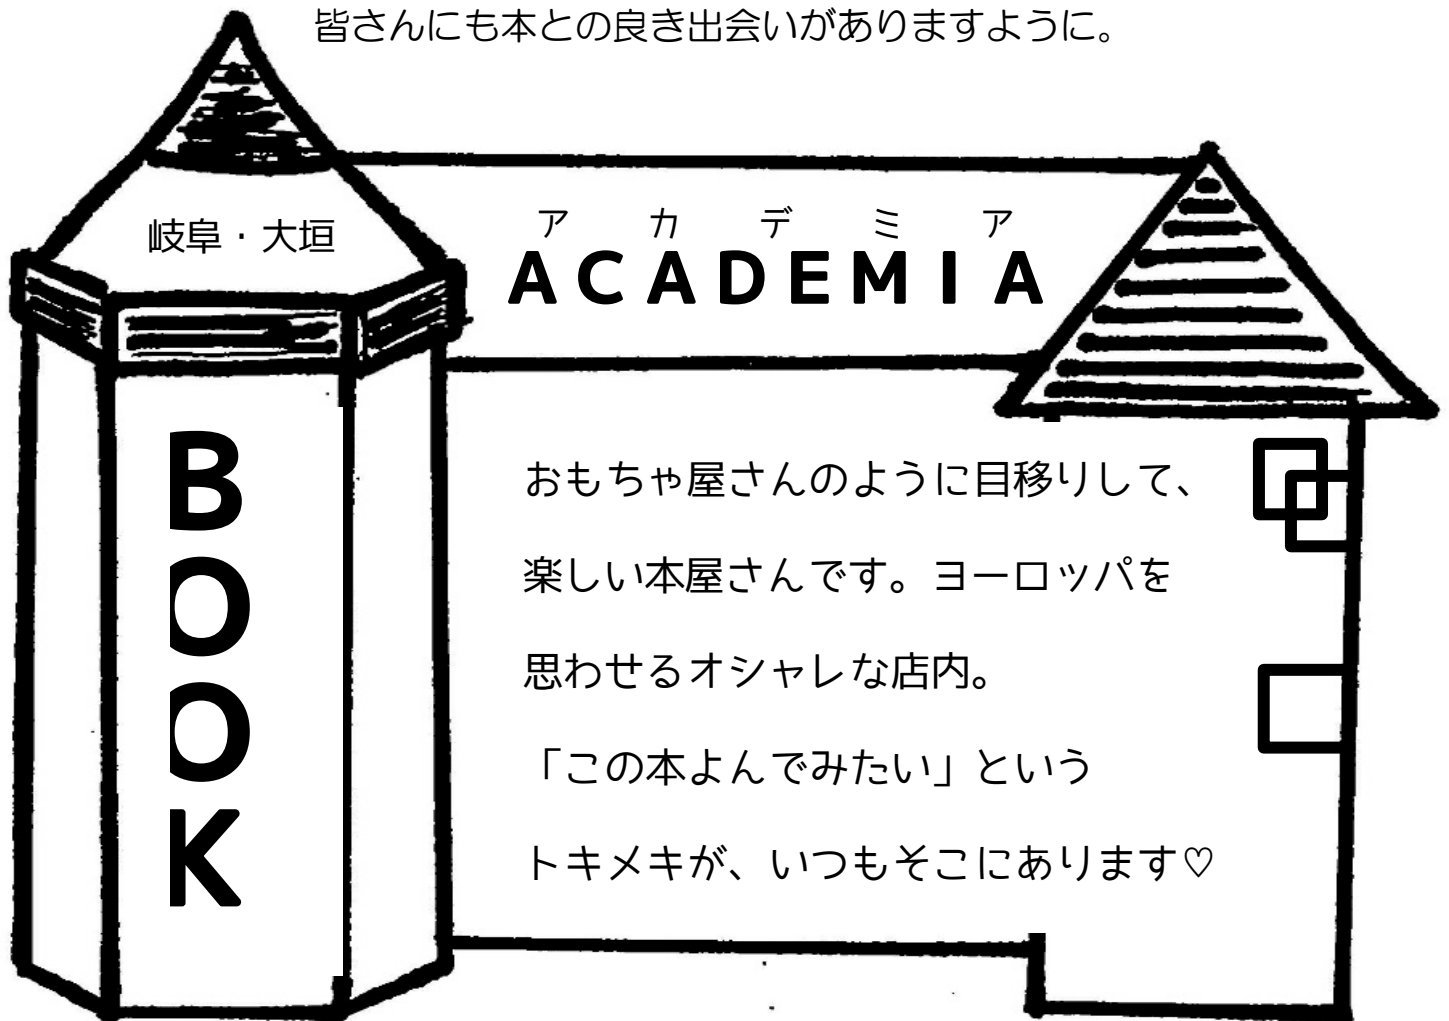 皆さんにも本との良き出会いがありますように。
岐阜・大垣
アカデミア
ACADEMIA
BOOK
おもちゃ屋さんのように目移りして、
楽しい本屋さんです。ヨーロッパを
思わせるオシャレな店内。
「この本よんでみたい」という
トキメキが、いつもそこにあります♡